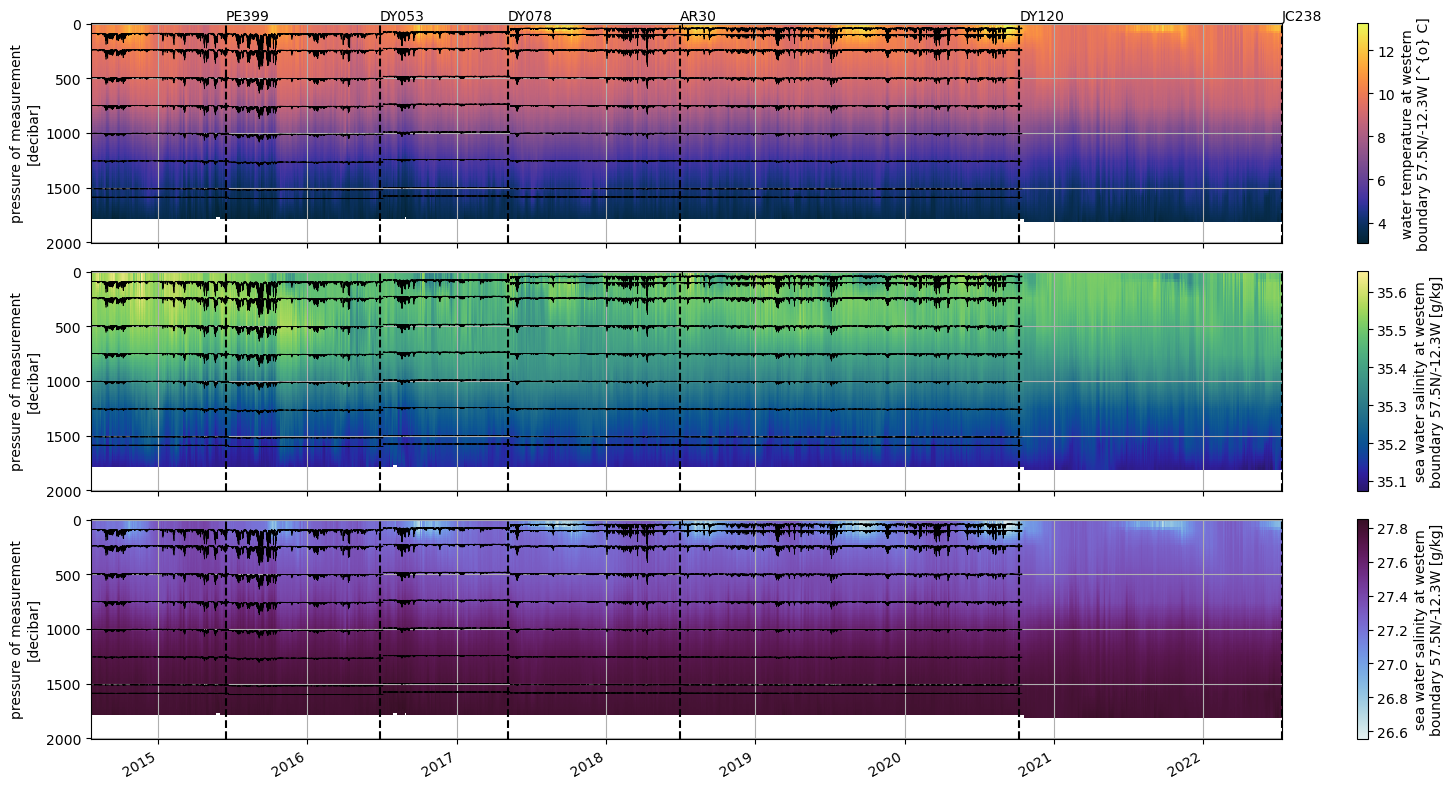 PE399 DY053 DY078 AR30 DY120 JC238
0
500
1000
1500
2000
pressure of measurement
[decibar]
12
10
8
6
4
water temperature at western
boundary 57.5N/-12.3W [^{o} C]
0
500
1000
1500
2000
pressure of measurement
[decibar]
35.6
35.5
35.4
35.3
35.2
35.1
sea water salinity at western
boundary 57.5N/-12.3W [g/kg]
0
500
1000
1500
2000
pressure of measurement
[decibar]
27.8
27.6
27.4
27.2
27.0
26.8
26.6
sea water salinity at western
boundary 57.5N/-12.3W [g/kg]
2015 2016 2017 2018 2019 2020 2021 2022